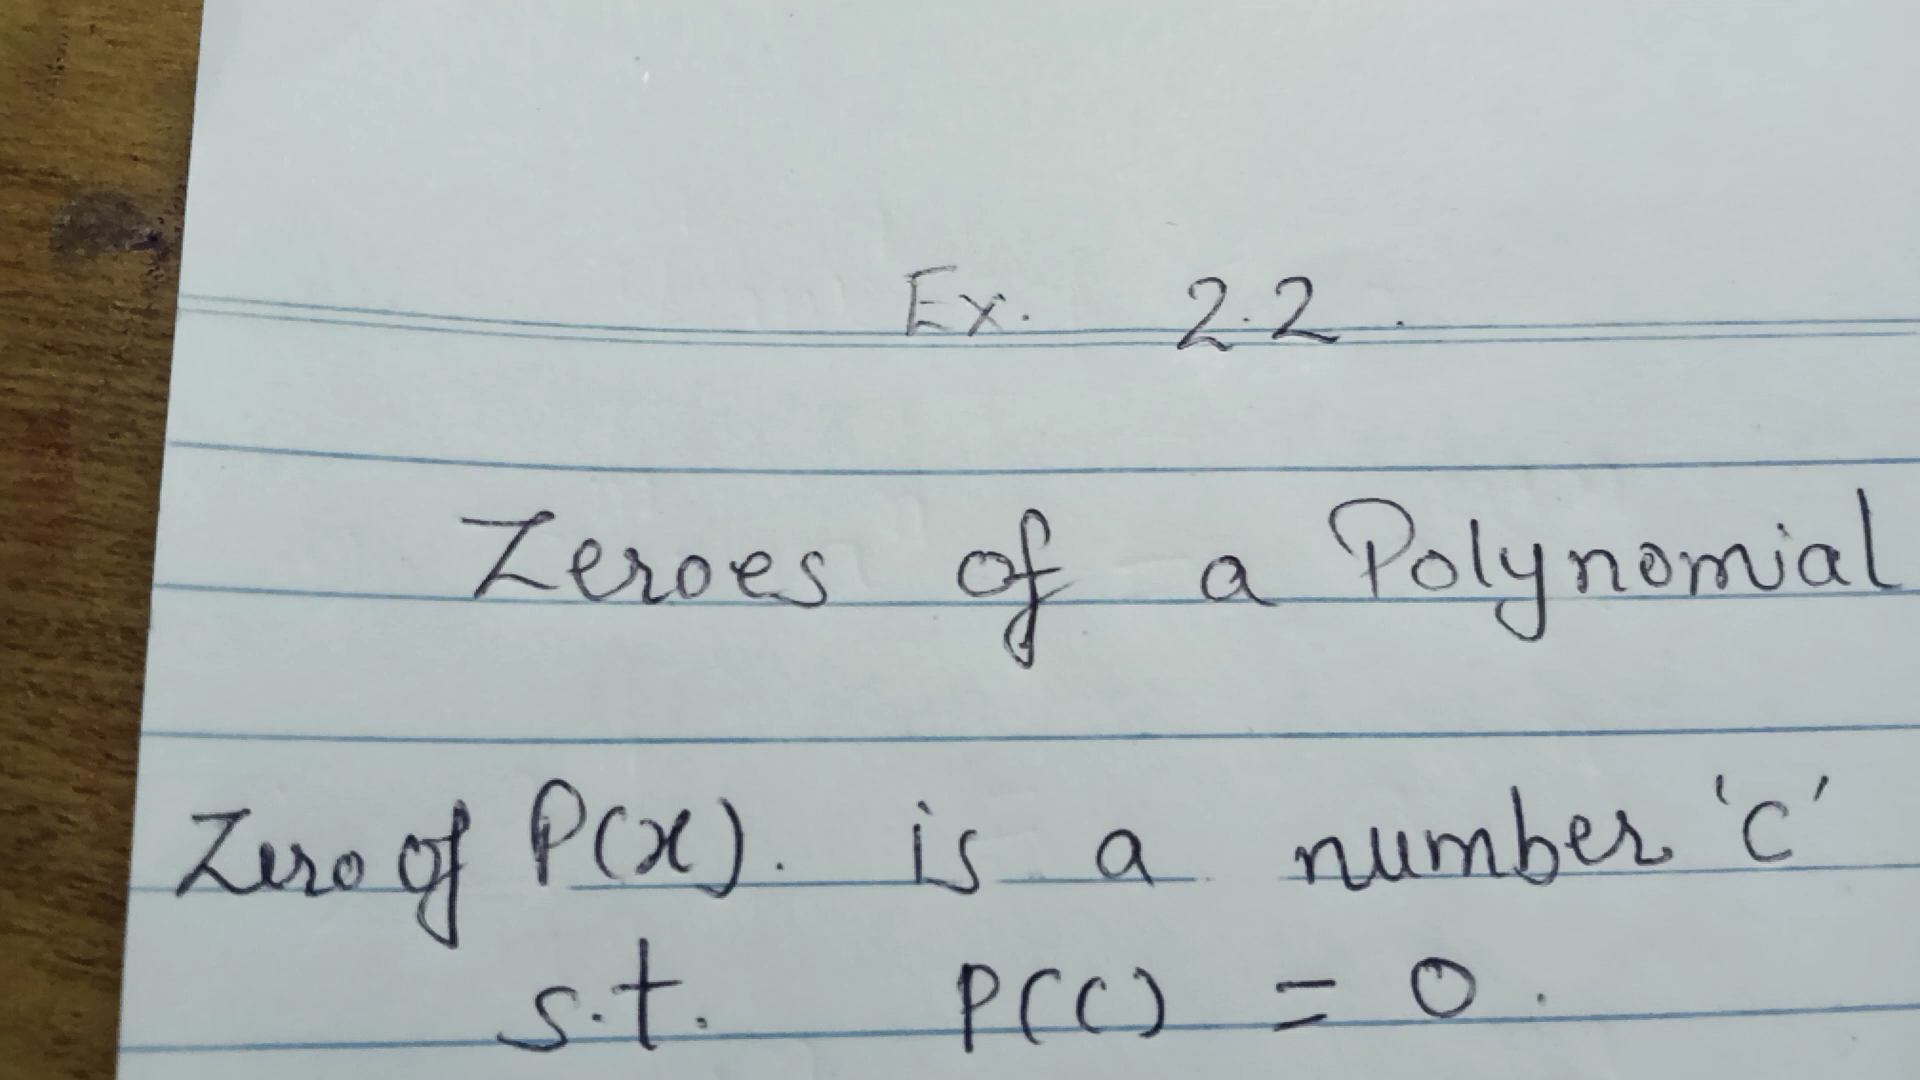 Ex. 2.2.
Zeroes of a Polynomial
Zero of P(x). is a number 'c'
s.t. P(c) = 0.